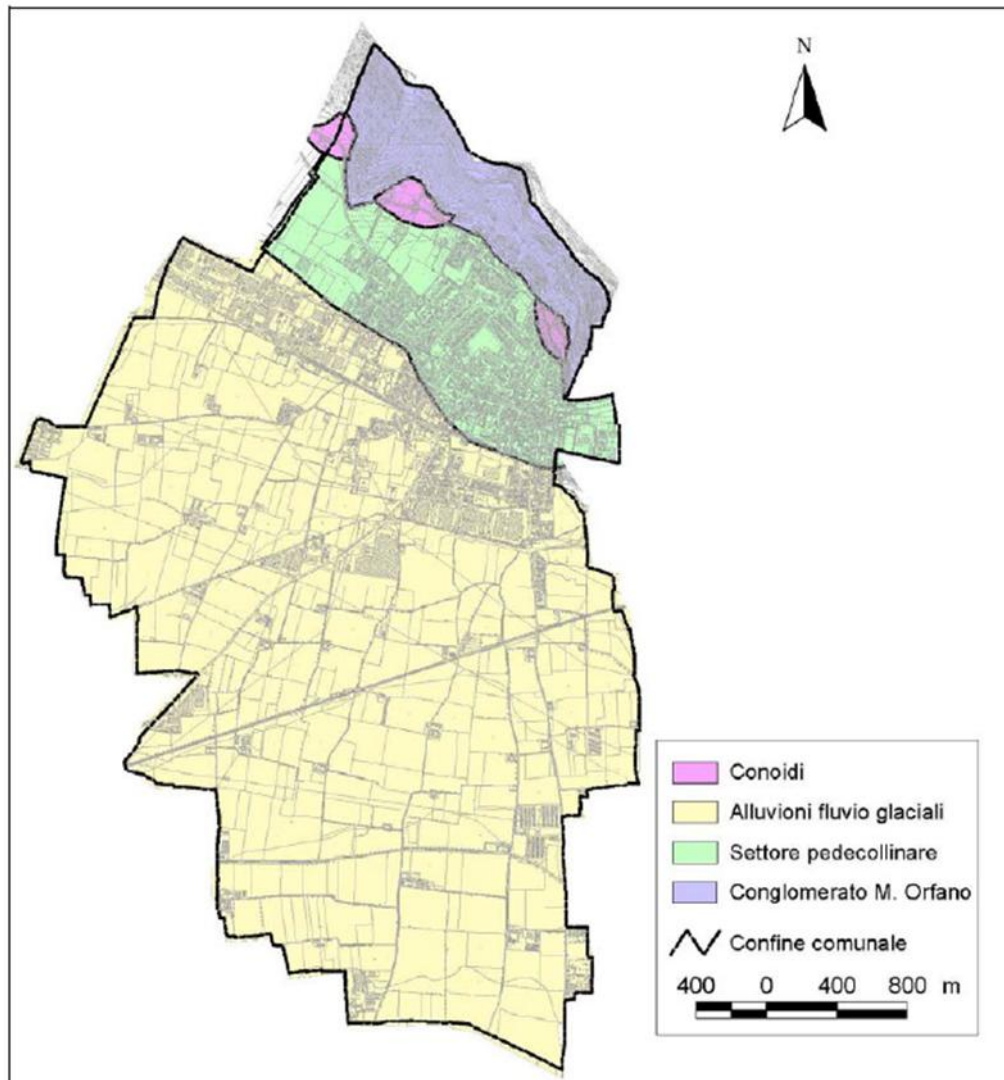 N
Conoidi
Alluvioni fluvio glaciali
Settore pedecollinare
Conglomerato M. Orfano
Confine comunale
400 0 400 800 m